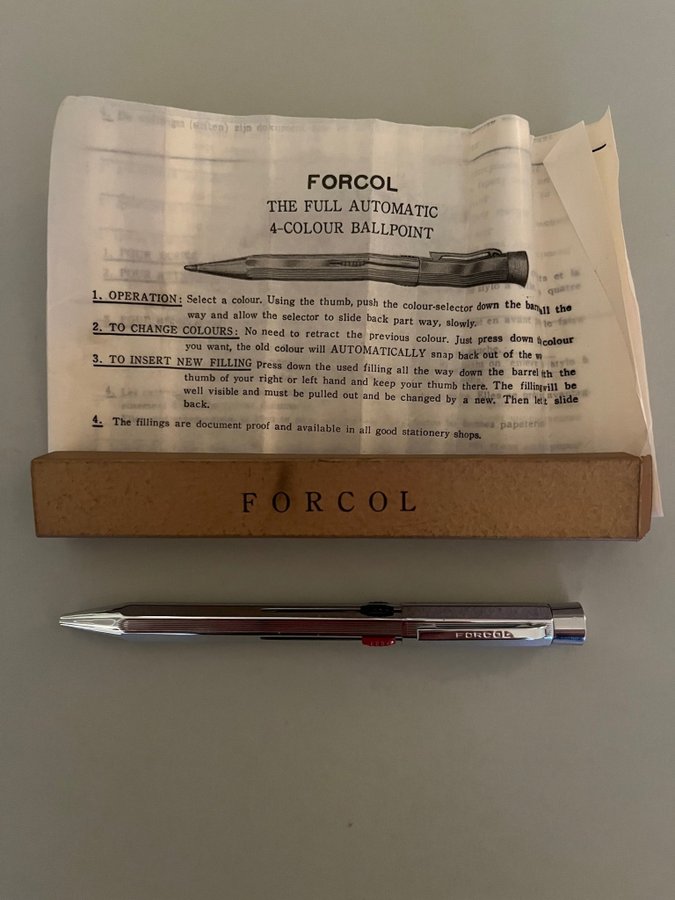 FORCOL
THE FULL AUTOMATIC
4-COLOUR BALLPOINT
1. OPERATION: Select a colour. Using the thumb, push the colour-selector down the all the
way and allow the selector to slide back part way, slowly.
2. TO CHANGE COLOURS: No need to retract the previous colour. Just press down colour
you want, the old colour will AUTOMATICALLY snap back out of the
3. TO INSERT NEW FILLING Press down the used filling all the way down the barrel
thumb of your right or left hand and keep your thumb there. The filling will be
well visible and must be pulled out and be changed by a new. Then slide
back.
4. The fillings are document proof and available in all good stationery shops.
FORCOL
FORCOL